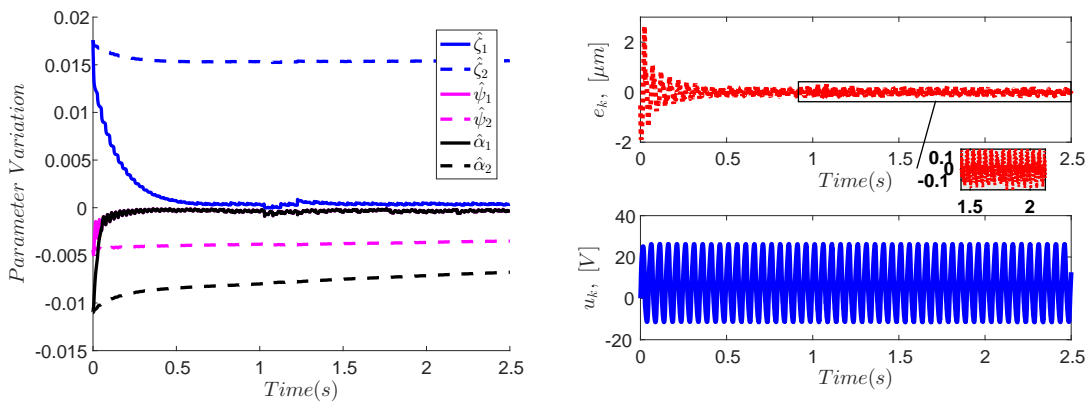 0.02
0.015
0.01
0.005
0
-0.005
-0.01
-0.015
Parameter Variation
0 0.5 1 1.5 2 2.5
Time(s)
ζ̂₁
ζ̂₂
ψ̂₁
ψ̂₂
α̂₁
α̂₂
2
0
-2
e_k, [μm]
0 0.5 1 1.5 2 2.5
Time(s)
0.1
0
-0.1
1.5 2
40
20
0
-20
u_k, [V]
0 0.5 1 1.5 2 2.5
Time(s)